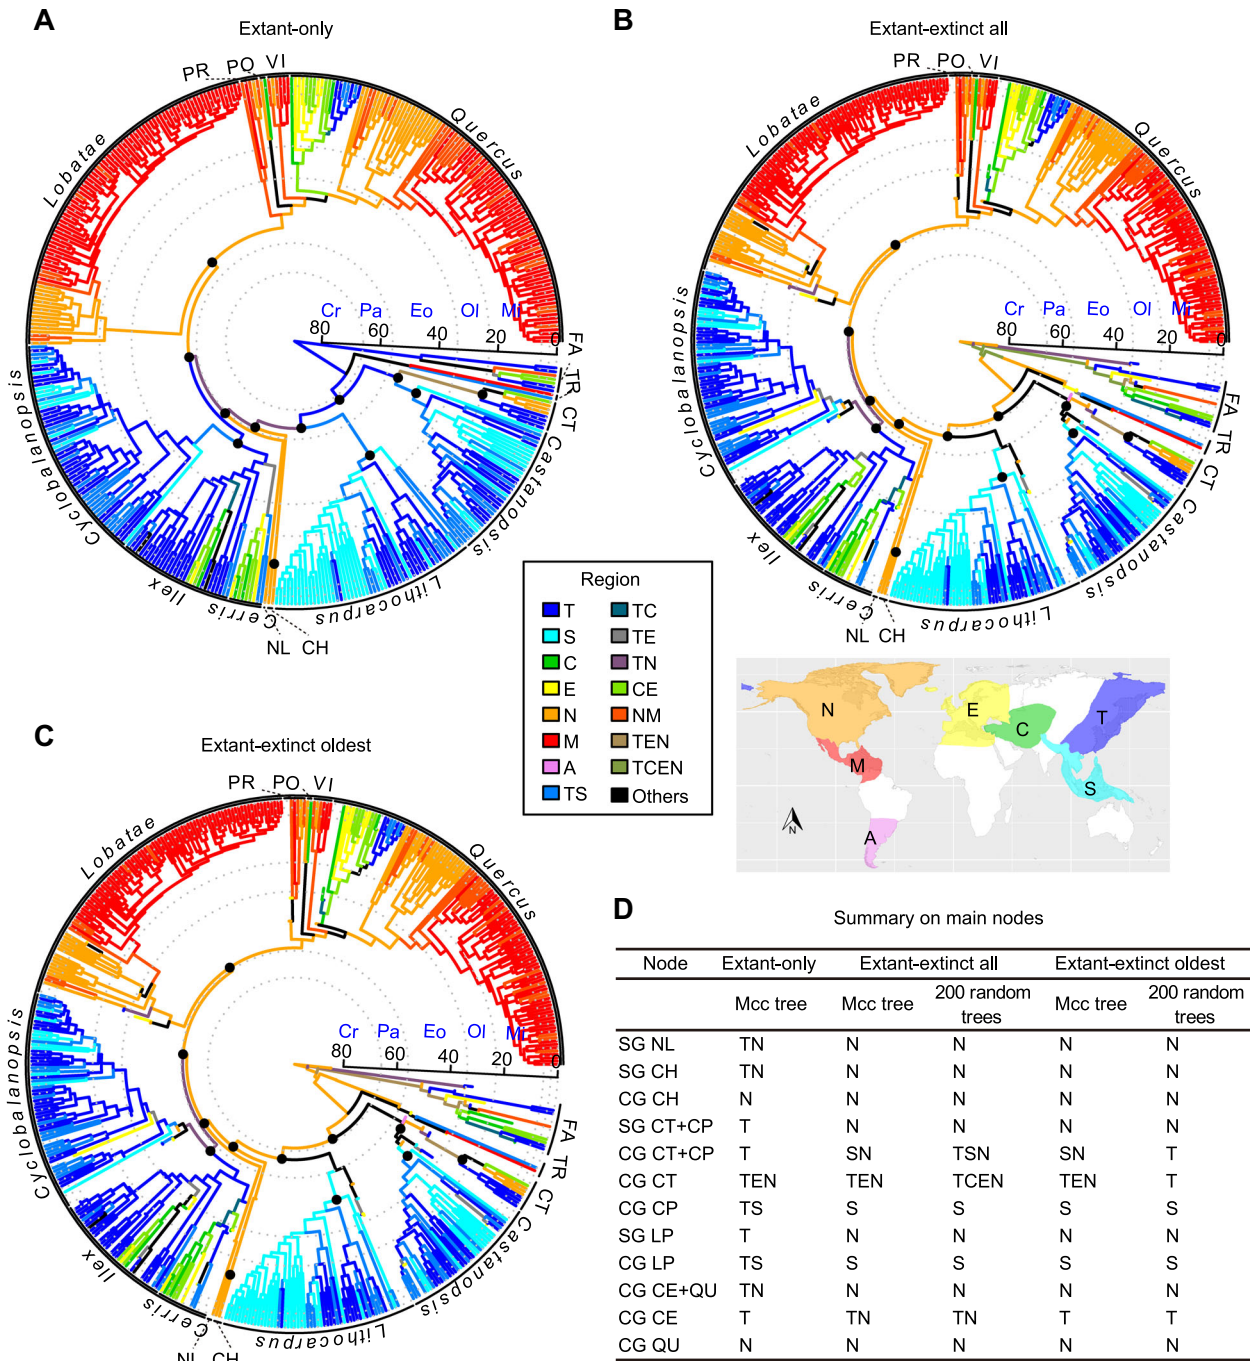 A
Extant-only
PR PO VI
Lobatae
Quercus
Cr Pa Eo Ol Mi
80 60 40 20 0
FA
TR
CT
Castanopsis
Cyclobalanopsis
Ilex
Cerris
Lithocarpus
NL CH
B
Extant-extinct all
PR PO VI
Lobatae
Quercus
Cr Pa Eo Ol Mi
80 60 40 20 0
FA
TR
CT
Castanopsis
Cyclobalanopsis
Ilex
Cerris
Lithocarpus
NL CH
Region
T TC
S TE
C TN
E CE
N NM
M TEN
A TCEN
TS Others
N E C T
M S
A
N
C
Extant-extinct oldest
PR PO VI
Lobatae
Quercus
Cr Pa Eo Ol Mi
80 60 40 20 0
FA
TR
CT
Castanopsis
Cyclobalanopsis
Ilex
Cerris
Lithocarpus
NL CH
D
Summary on main nodes
Node Extant-only Extant-extinct all Extant-extinct oldest
Mcc tree Mcc tree 200 random trees Mcc tree 200 random trees
SG NL TN N N N N
SG CH TN N N N N
CG CH N N N N N
SG CT+CP T N N N N
CG CT+CP T SN TSN SN T
CG CT TEN TEN TCEN TEN T
CG CP TS S S S S
SG LP T N N N N
CG LP TS S S S S
CG CE+QU TN N N N N
CG CE T TN TN T T
CG QU N N N N N